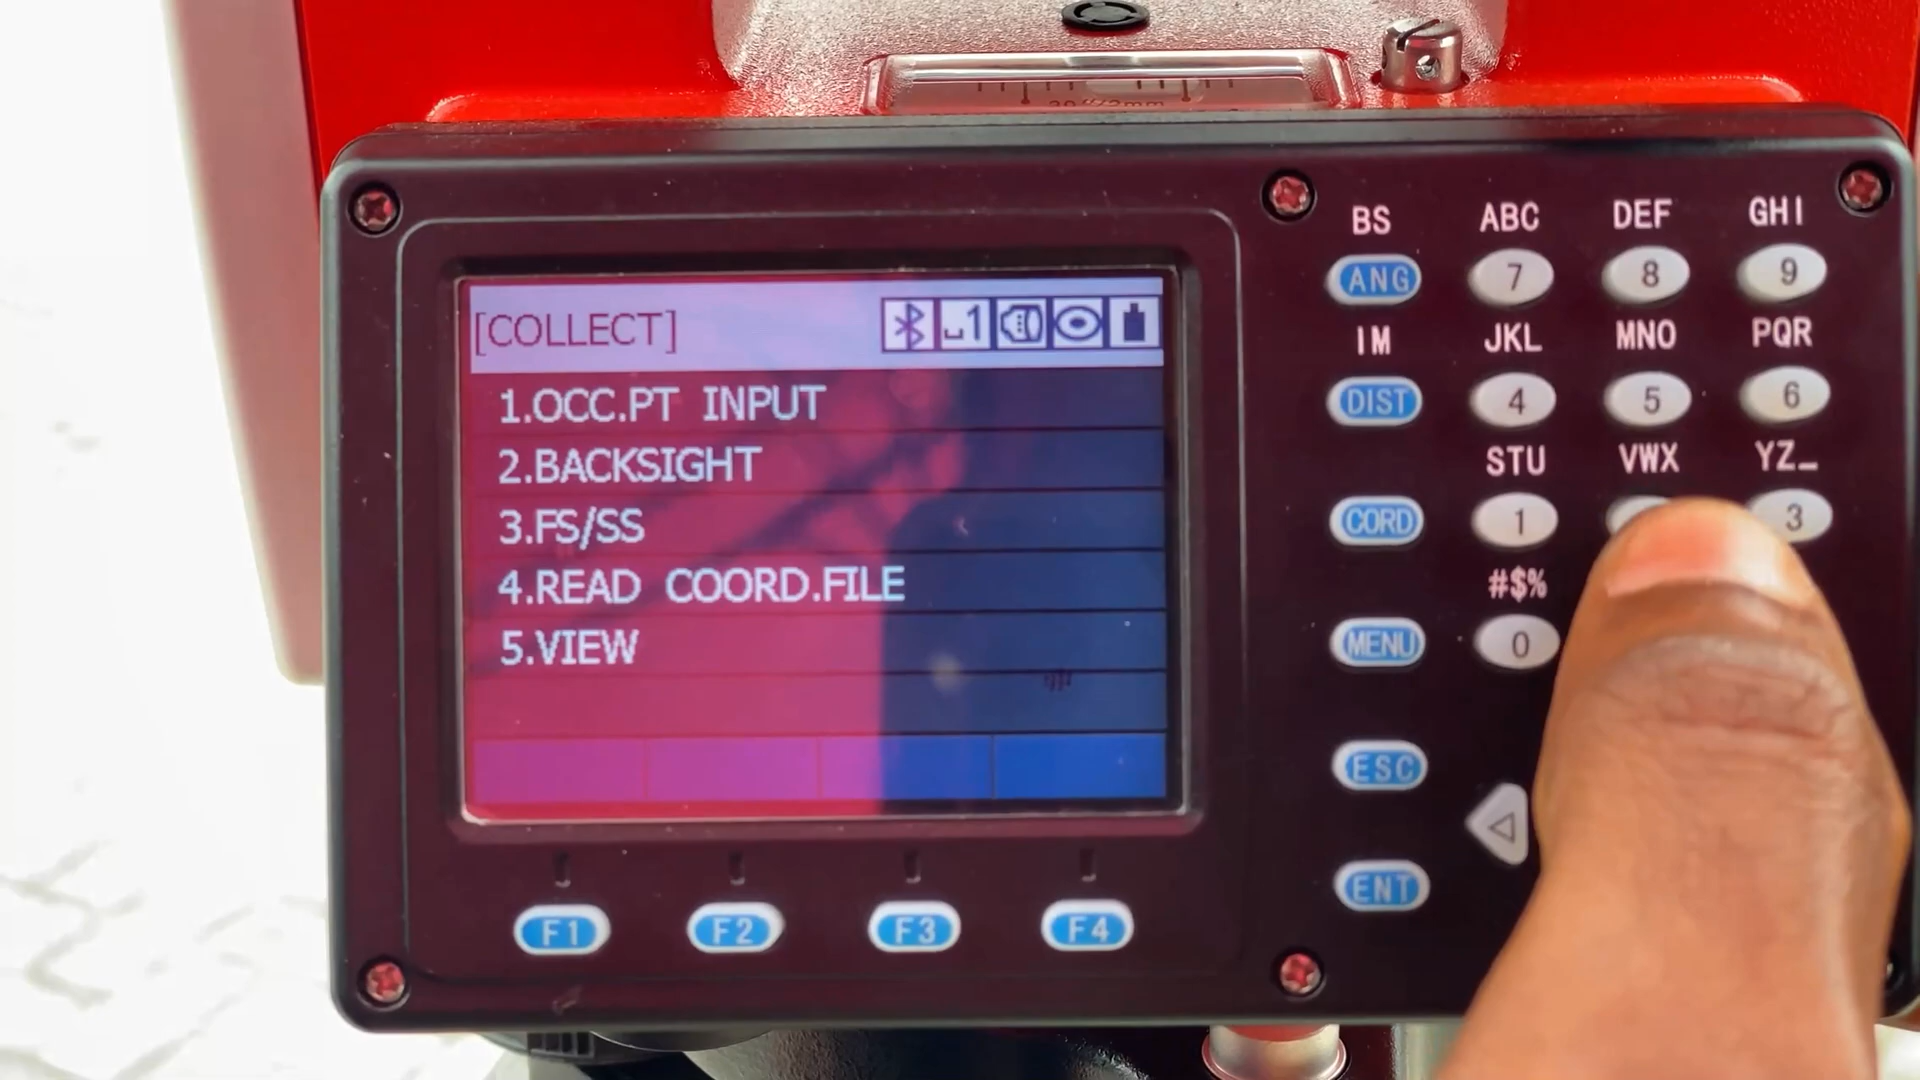 [COLLECT]
1.OCC.PT INPUT
2.BACKSIGHT
3.FS/SS
4.READ COORD.FILE
5.VIEW
F1 F2 F3 F4
BS ABC DEF GHI
ANG 7 8 9
IM JKL MNO PQR
DIST 4 5 6
STU VWX YZ_
CORD 1 3
#$%
MENU 0
ESC
ENT